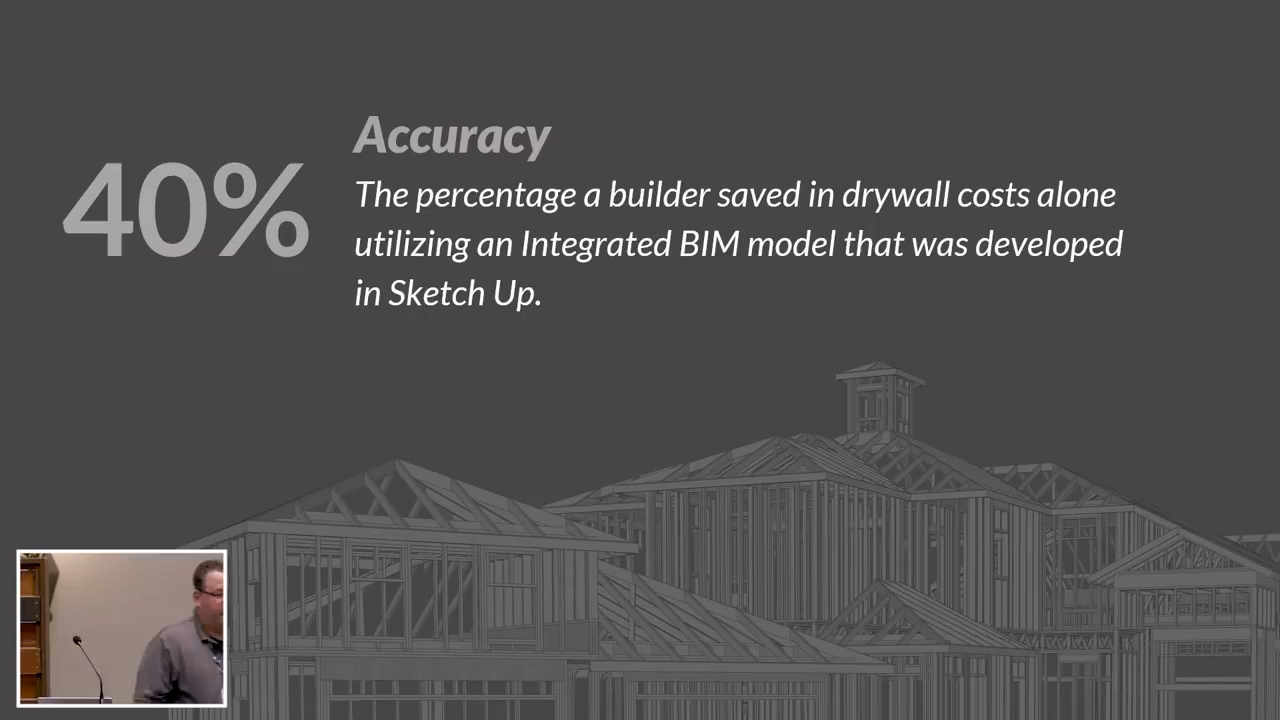 40%
Accuracy
The percentage a builder saved in drywall costs alone
utilizing an Integrated BIM model that was developed
in Sketch Up.